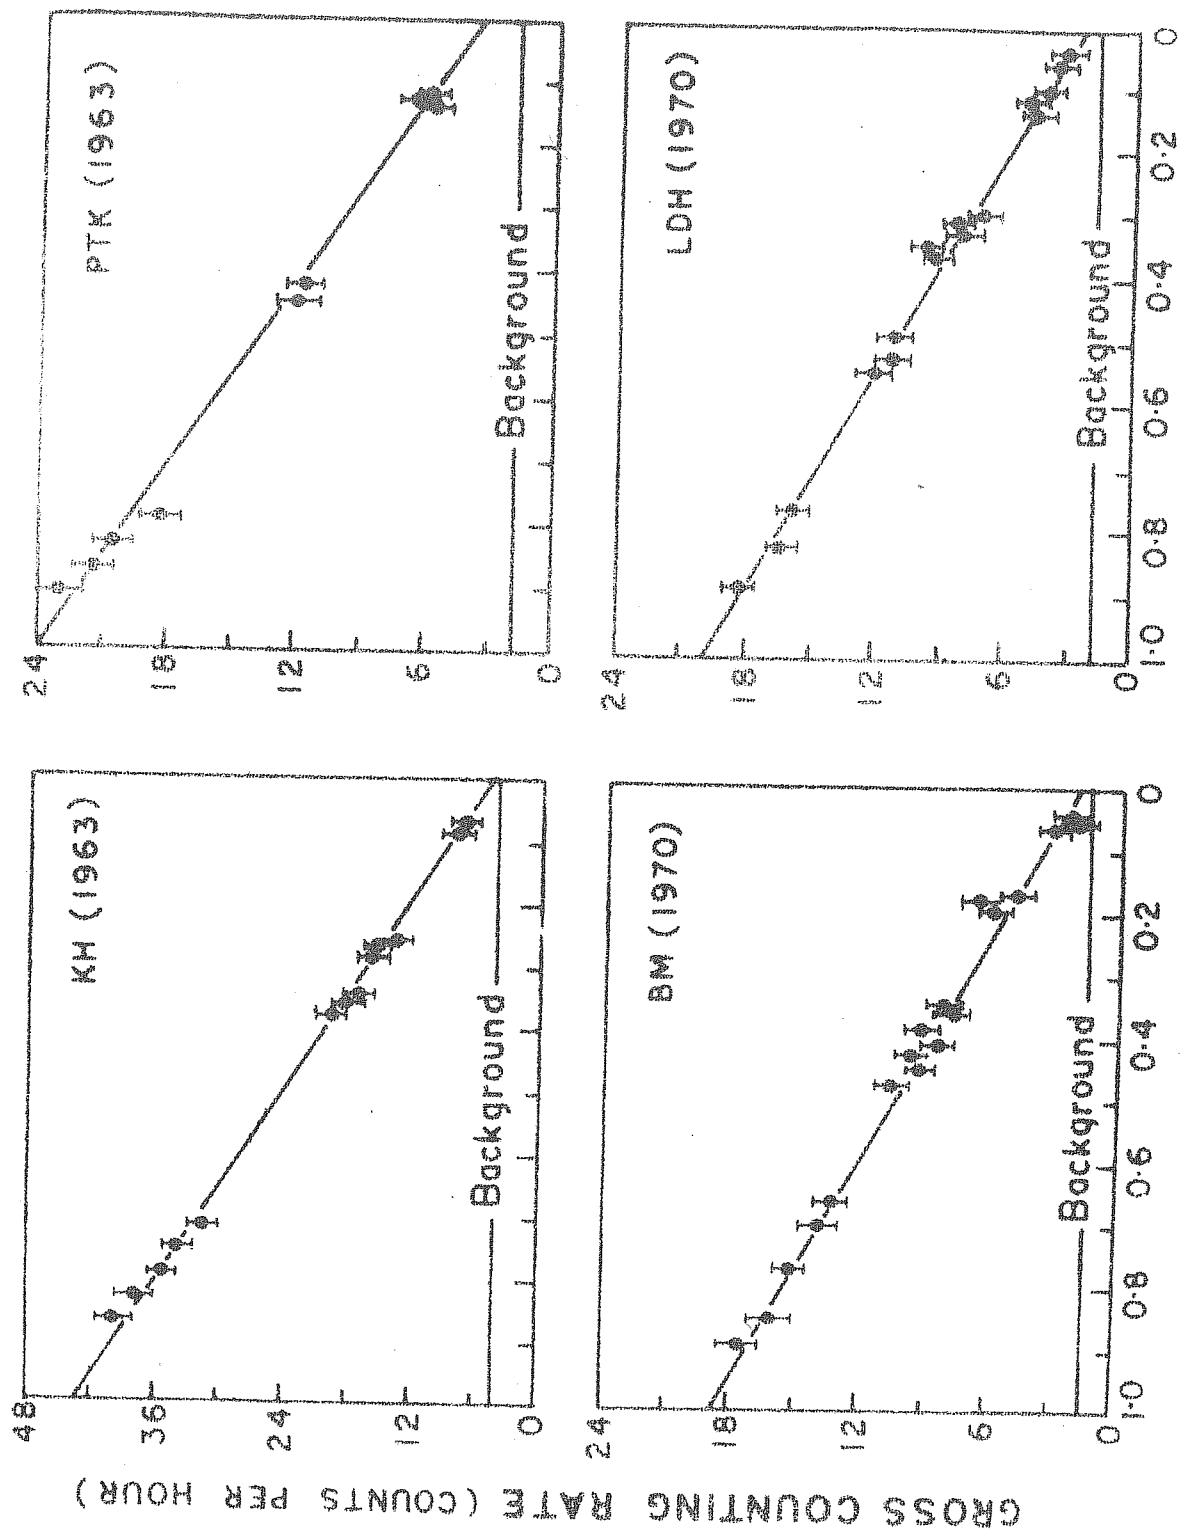 GROSS COUNTING RATE (COUNTS PER HOUR)
48
36
24
12
0
KH (1963)
Background
24
18
12
6
0
PTK (1963)
Background
24
18
12
6
0
BM (1970)
Background
1·0 0·8 0·6 0·4 0·2 0
24
18
12
6
0
LDH (1970)
Background
1·0 0·8 0·6 0·4 0·2 0